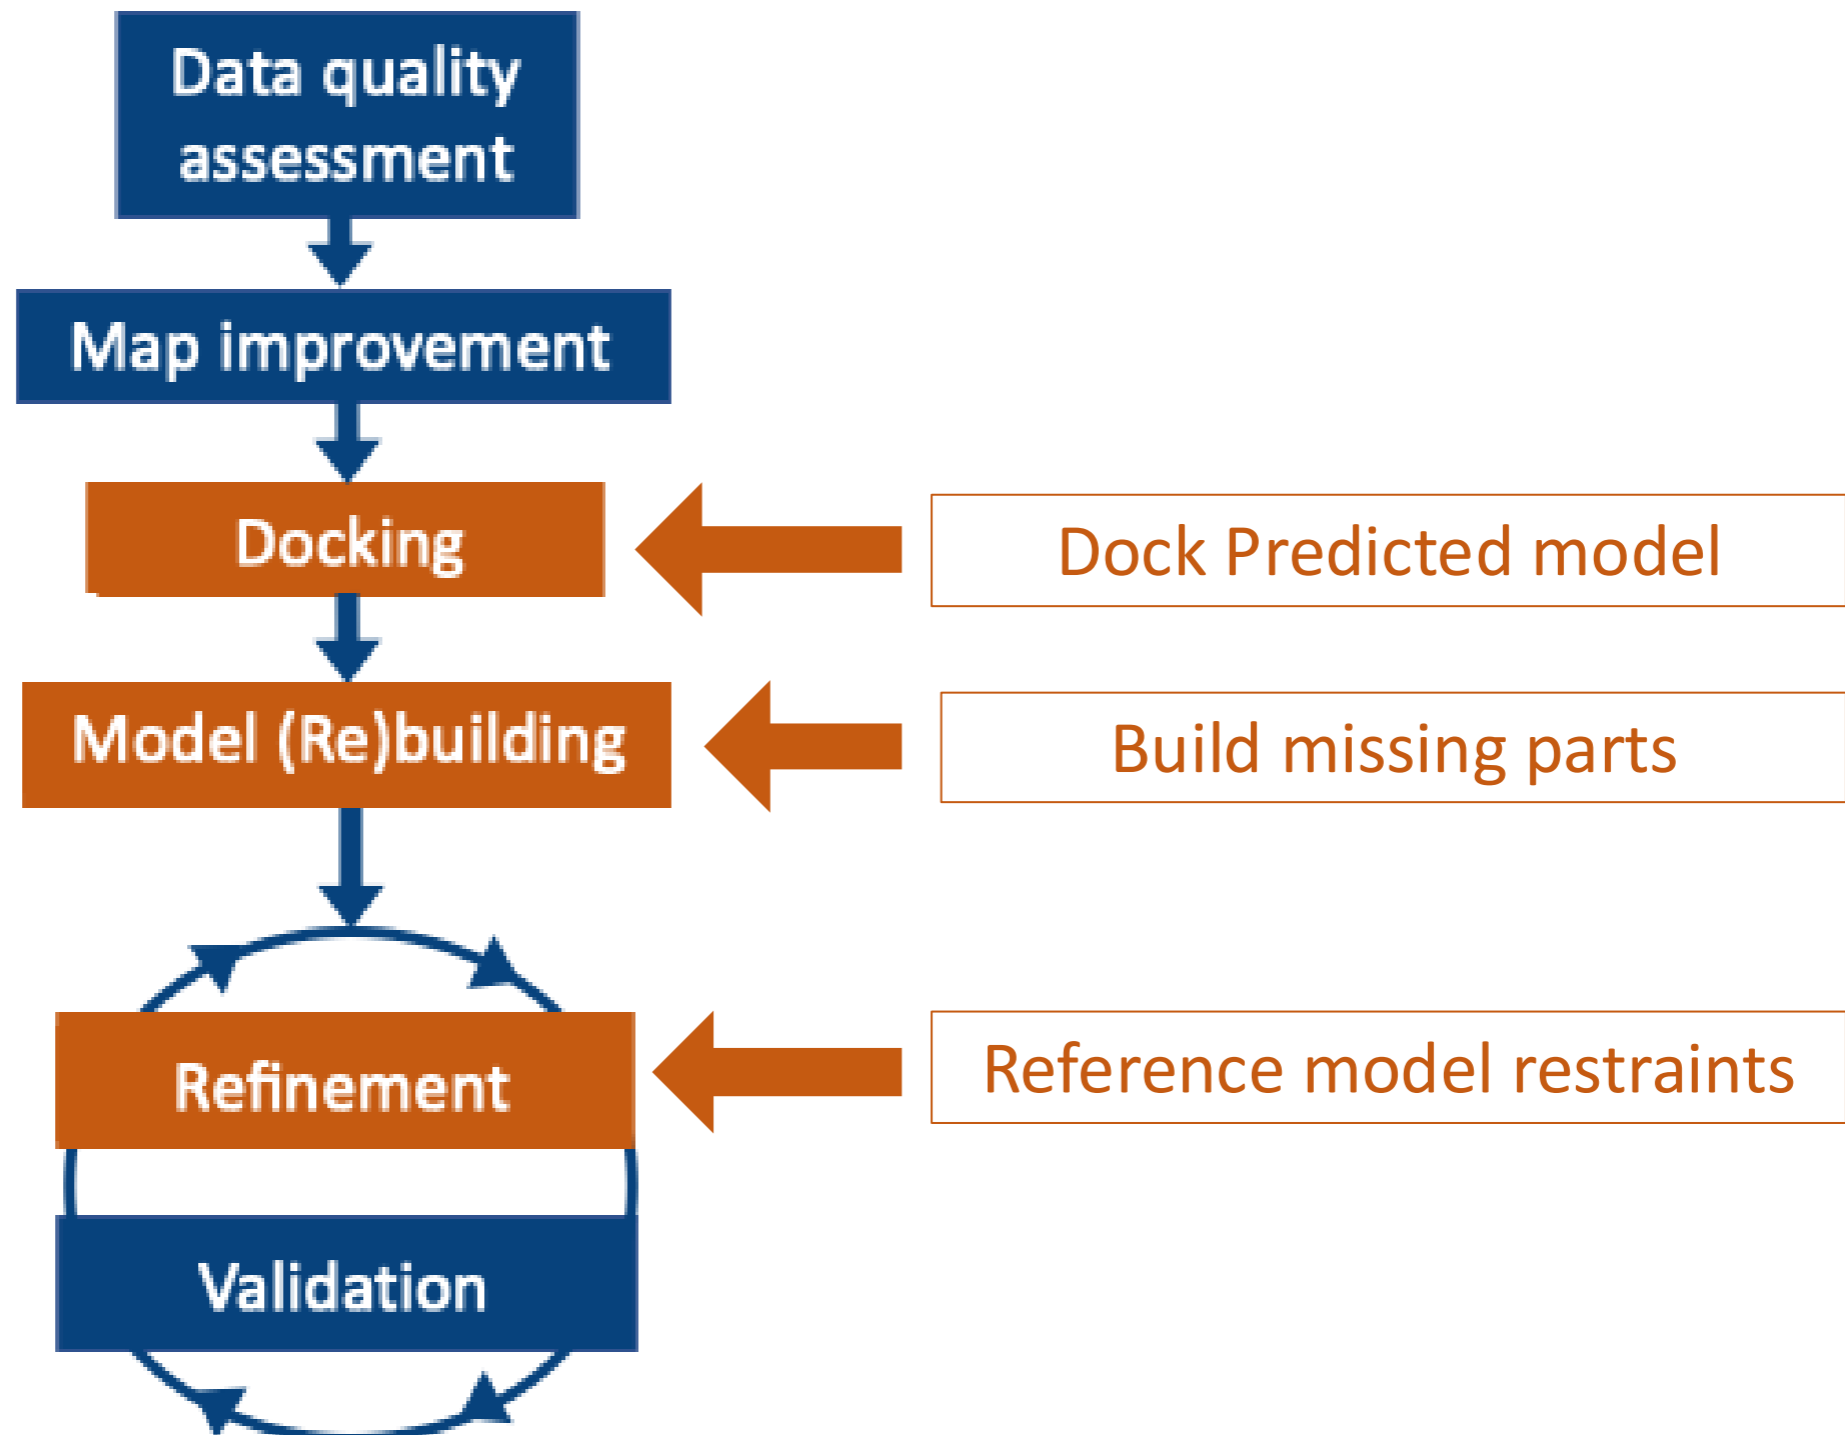 Data quality
assessment
Map improvement
Docking
Dock Predicted model
Model (Re)building
Build missing parts
Refinement
Reference model restraints
Validation